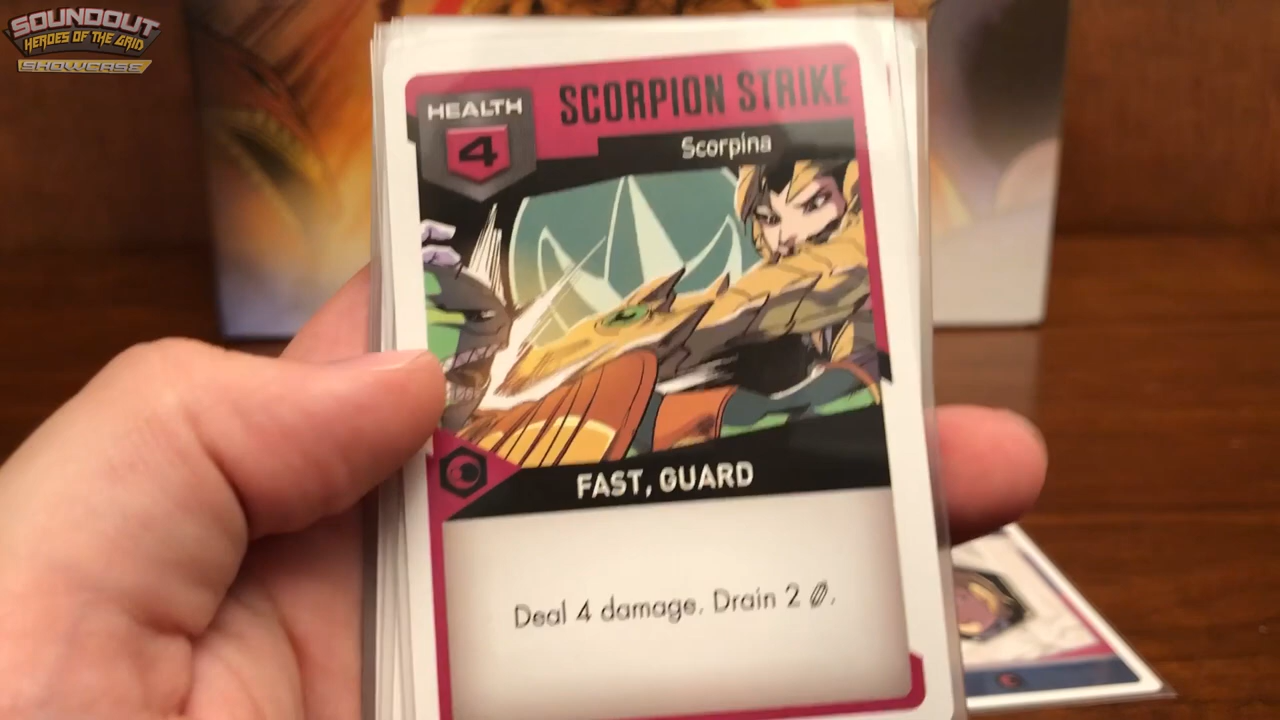 SOUNDOUT
HEROES OF THE GRID
SHOWCASE
SCORPION STRIKE
HEALTH
4
Scorpina
FAST, GUARD
Deal 4 damage. Drain 2 .